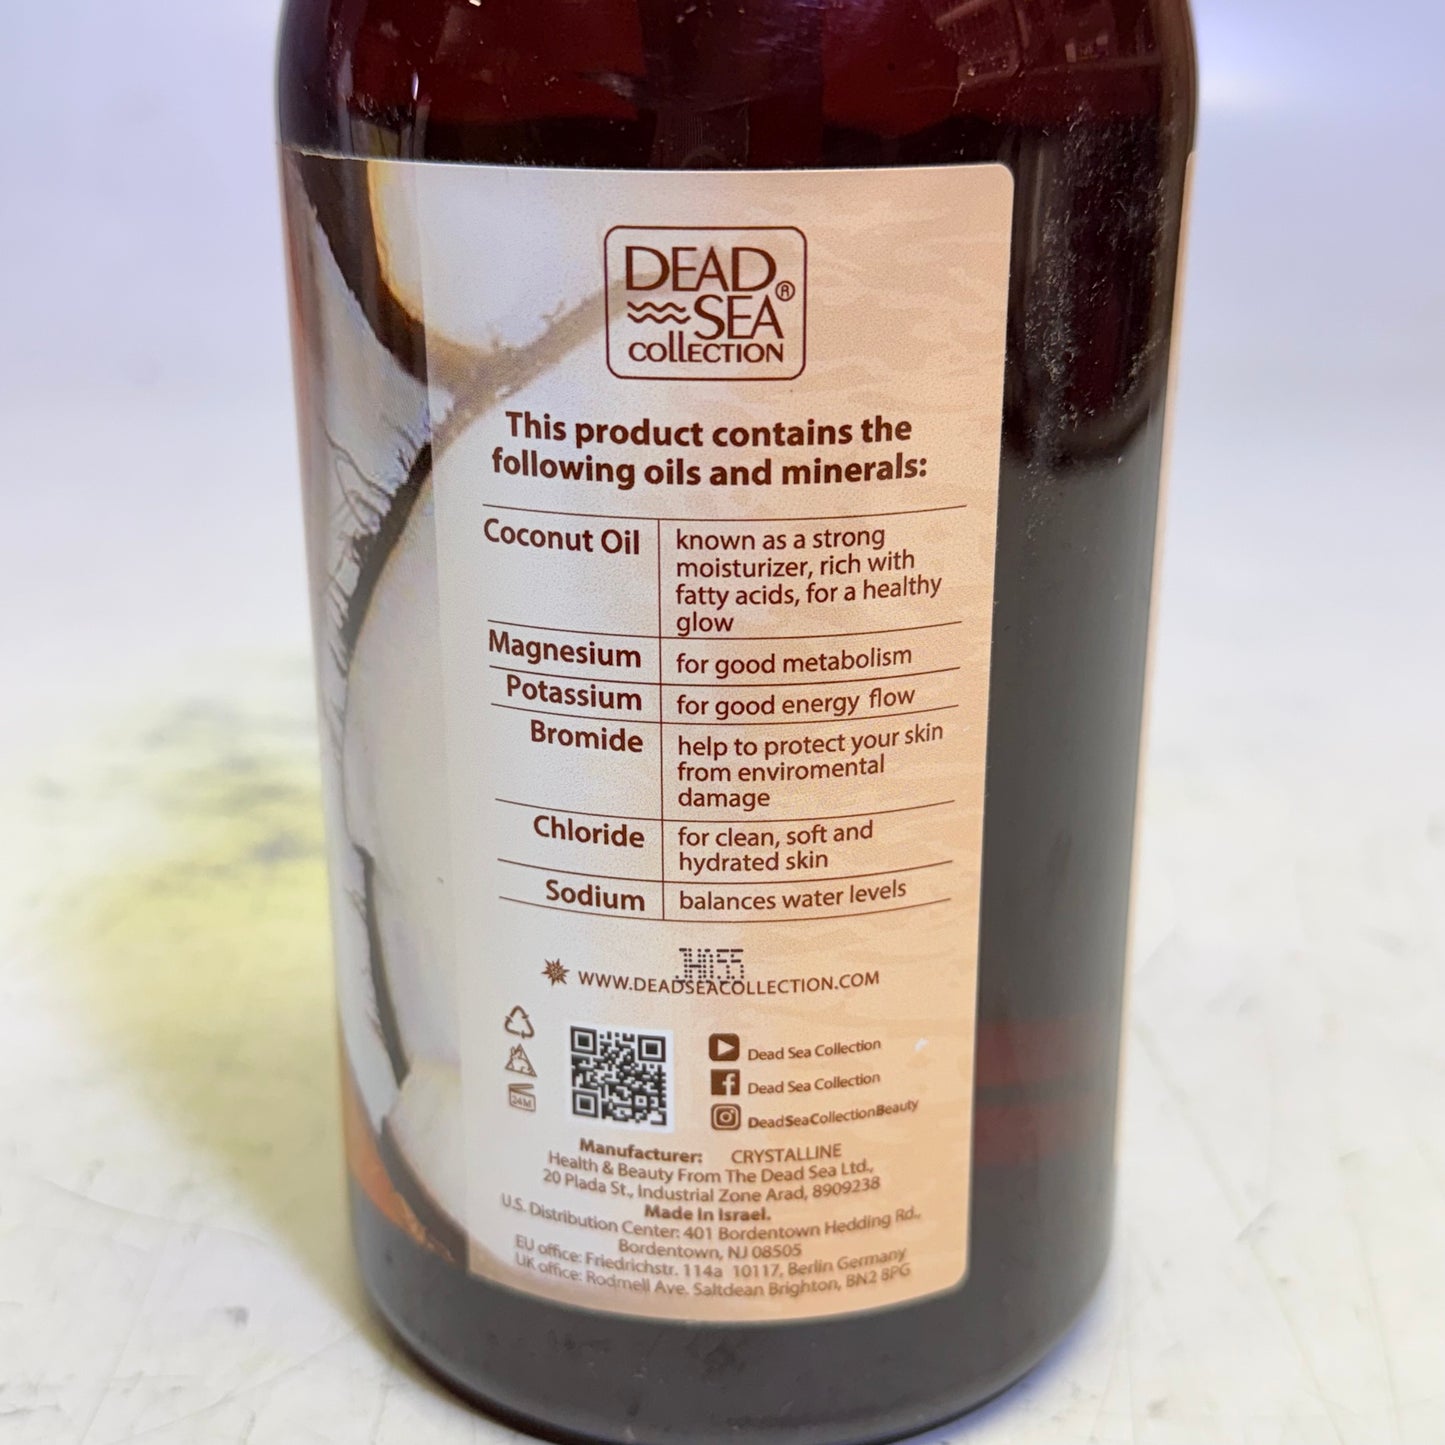 DEAD
SEA®
COLLECTION
This product contains the
following oils and minerals:
Coconut Oil
known as a strong
moisturizer, rich with
fatty acids, for a healthy
glow
Magnesium
for good metabolism
Potassium
for good energy flow
Bromide
help to protect your skin
from enviromental
damage
Chloride
for clean, soft and
hydrated skin
Sodium
balances water levels
JH055
WWW.DEADSEACOLLECTION.COM
24M
Dead Sea Collection
Dead Sea Collection
DeadSeaCollectionBeauty
Manufacturer: CRYSTALLINE
Health & Beauty From The Dead Sea Ltd.,
20 Plada St., Industrial Zone Arad, 8909238
Made In Israel.
U.S. Distribution Center: 401 Bordentown Hedding Rd.,
Bordentown, NJ 08505
EU office: Friedrichstr. 114a 10117, Berlin Germany
UK office: Rodmell Ave. Saltdean Brighton, BN2 8PG